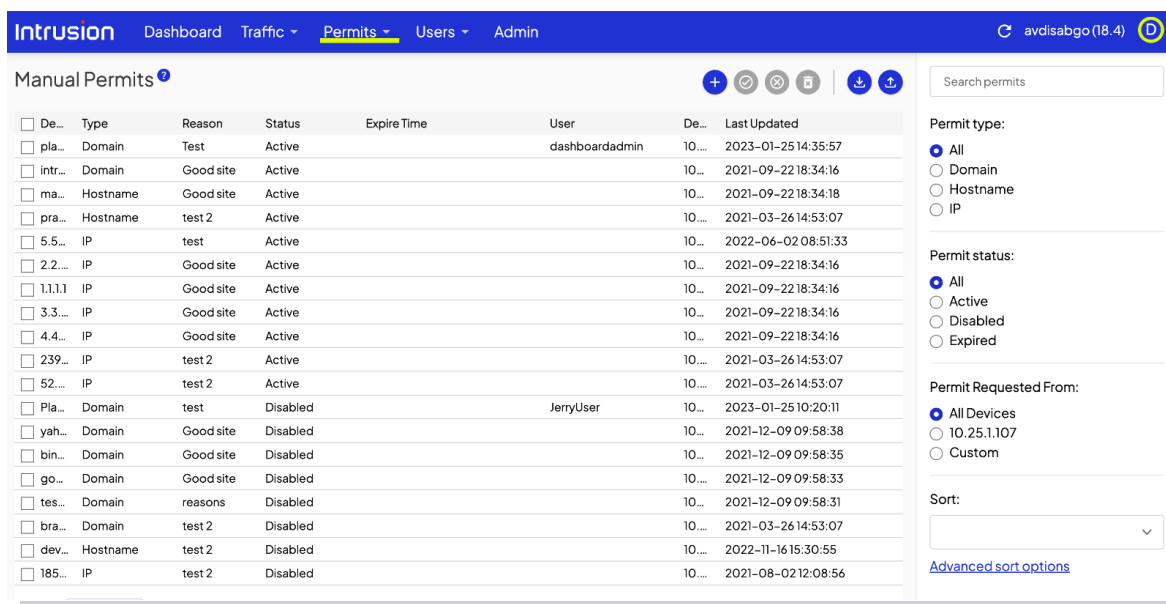 Intrusion Dashboard Traffic Permits Users Admin avdisabgo (18.4) D
Manual Permits ?
De... Type Reason Status Expire Time User De... Last Updated
pla... Domain Test Active dashboardadmin 10.... 2023-01-25 14:35:57
intr... Domain Good site Active 10... 2021-09-22 18:34:16
ma... Hostname Good site Active 10... 2021-09-22 18:34:18
pra... Hostname test 2 Active 10.... 2021-03-26 14:53:07
5.5... IP test Active 10... 2022-06-02 08:51:33
2.2.... IP Good site Active 10... 2021-09-22 18:34:16
1.1.1.1 IP Good site Active 10... 2021-09-22 18:34:16
3.3.... IP Good site Active 10... 2021-09-22 18:34:16
4.4... IP Good site Active 10... 2021-09-22 18:34:16
239... IP test 2 Active 10.... 2021-03-26 14:53:07
52.... IP test 2 Active 10.... 2021-03-26 14:53:07
Pla... Domain test Disabled JerryUser 10... 2023-01-25 10:20:11
yah... Domain Good site Disabled 10... 2021-12-09 09:58:38
bin... Domain Good site Disabled 10... 2021-12-09 09:58:35
go... Domain Good site Disabled 10... 2021-12-09 09:58:33
tes... Domain reasons Disabled 10... 2021-12-09 09:58:31
bra... Domain test 2 Disabled 10.... 2021-03-26 14:53:07
dev... Hostname test 2 Disabled 10.... 2022-11-16 15:30:55
185... IP test 2 Disabled 10.... 2021-08-02 12:08:56
Search permits
Permit type:
All
Domain
Hostname
IP
Permit status:
All
Active
Disabled
Expired
Permit Requested From:
All Devices
10.25.1.107
Custom
Sort:
Advanced sort options